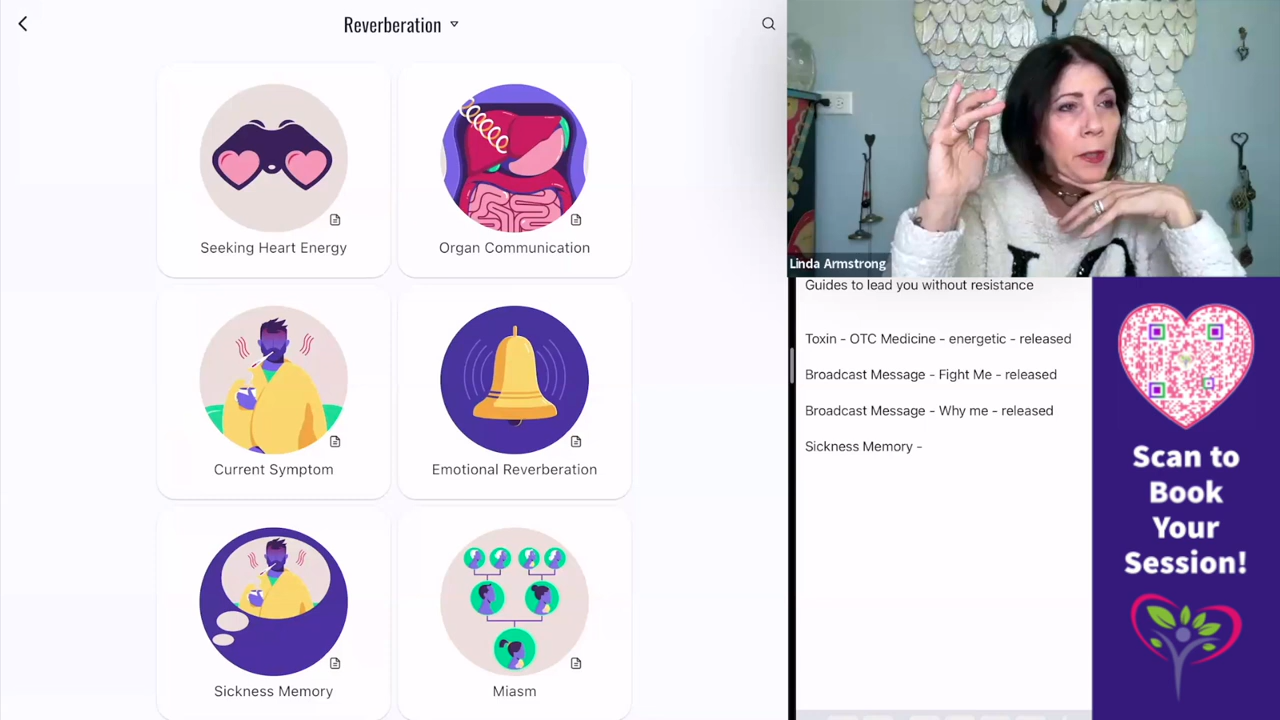 Reverberation
Seeking Heart Energy
Organ Communication
Current Symptom
Emotional Reverberation
Sickness Memory
Miasm
Linda Armstrong
Guides to lead you without resistance
Toxin - OTC Medicine - energetic - released
Broadcast Message - Fight Me - released
Broadcast Message - Why me - released
Sickness Memory -
Scan to
Book
Your
Session!